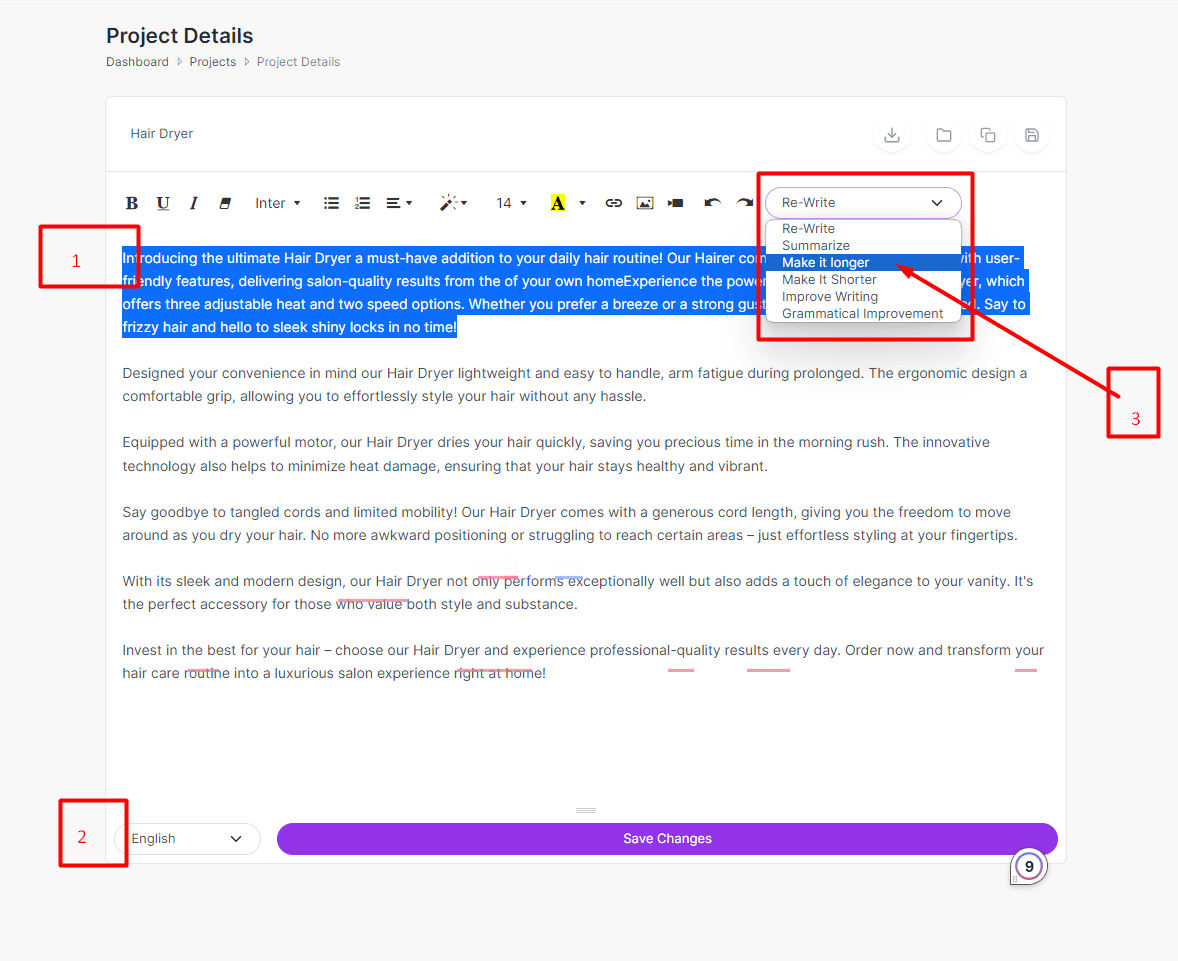 Project Details
Dashboard Projects Project Details
Hair Dryer
B U I Inter 14 A Re-Write
Re-Write
Summarize
Make it longer
Make It Shorter
Improve Writing
Grammatical Improvement
1
Introducing the ultimate Hair Dryer a must-have addition to your daily hair routine! Our Hairer with user-
friendly features, delivering salon-quality results from the of your own homeExperience the which
offers three adjustable heat and two speed options. Whether you prefer a breeze or a strong Say to
frizzy hair and hello to sleek shiny locks in no time!
3
Designed your convenience in mind our Hair Dryer lightweight and easy to handle, arm fatigue during prolonged. The ergonomic design a
comfortable grip, allowing you to effortlessly style your hair without any hassle.
Equipped with a powerful motor, our Hair Dryer dries your hair quickly, saving you precious time in the morning rush. The innovative
technology also helps to minimize heat damage, ensuring that your hair stays healthy and vibrant.
Say goodbye to tangled cords and limited mobility! Our Hair Dryer comes with a generous cord length, giving you the freedom to move
around as you dry your hair. No more awkward positioning or struggling to reach certain areas – just effortless styling at your fingertips.
With its sleek and modern design, our Hair Dryer not only performs exceptionally well but also adds a touch of elegance to your vanity. It's
the perfect accessory for those who value both style and substance.
Invest in the best for your hair – choose our Hair Dryer and experience professional-quality results every day. Order now and transform your
hair care routine into a luxurious salon experience right at home!
2
English Save Changes
9